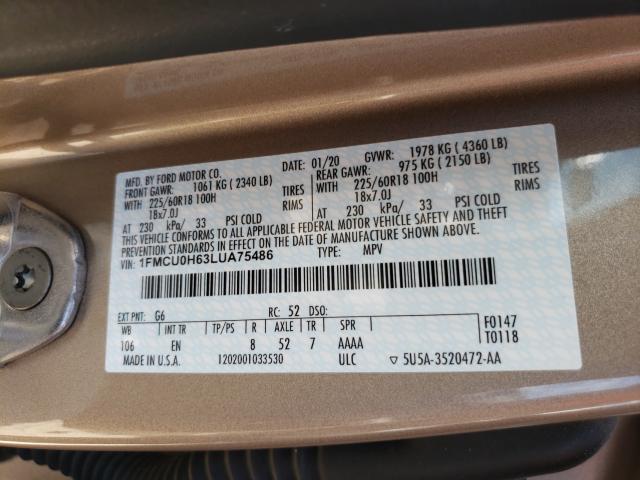 MFD. BY FORD MOTOR CO. DATE: 01/20 GVWR: 1978 KG ( 4360 LB)
FRONT GAWR: 1061 KG ( 2340 LB) REAR GAWR: 975 KG ( 2150 LB)
WITH 225/60R18 100H TIRES WITH 225/60R18 100H TIRES
18x7.0J RIMS 18x7.0J RIMS
AT 230 kPa/ 33 PSI COLD AT 230 kPa/ 33 PSI COLD
THIS VEHICLE CONFORMS TO ALL APPLICABLE FEDERAL MOTOR VEHICLE SAFETY AND THEFT
PREVENTION STANDARDS IN EFFECT ON THE DATE OF MANUFACTURE SHOWN ABOVE.
VIN: 1FMCU0H63LUA75486 TYPE: MPV
EXT PNT: G6 RC: 52 DSO:
WB INT TR TP/PS R AXLE TR SPR
106 EN 8 52 7 AAAA
F0147
T0118
MADE IN U.S.A. 1202001033530 ULC ▽ 5U5A-3520472-AA